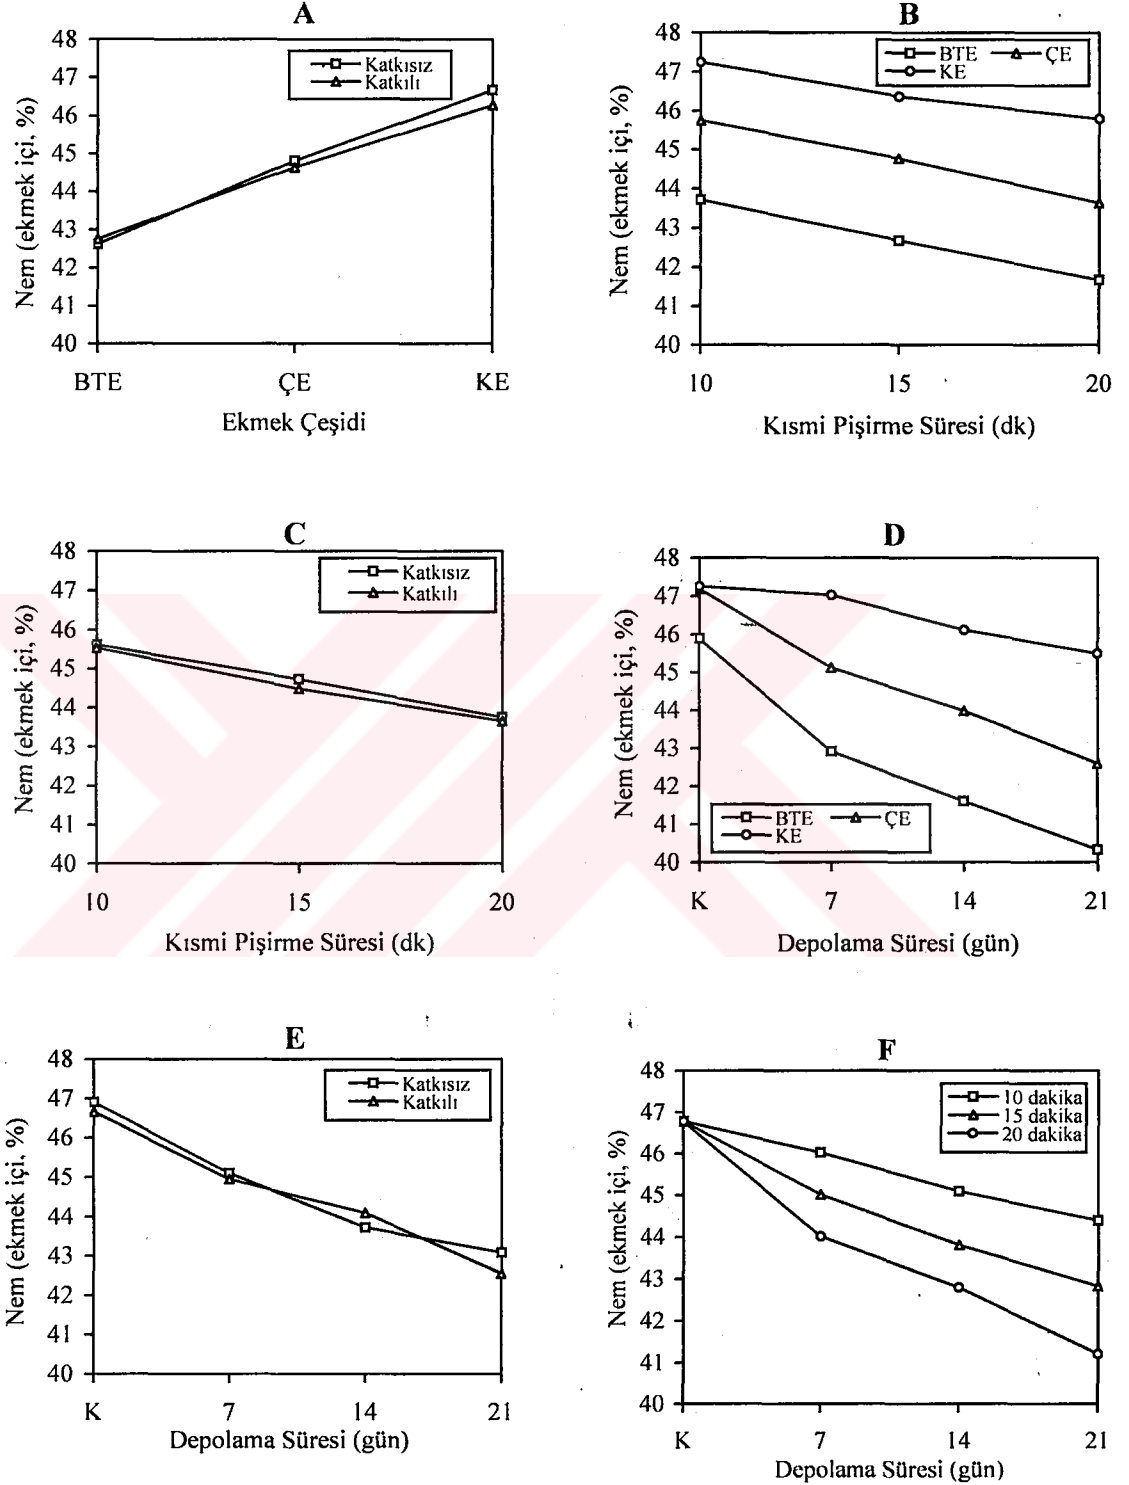 A
48
47
46
45
44
43
42
41
40
Nem (ekmek içi, %)
Katkısız
Katkılı
BTE ÇE KE
Ekmek Çeşidi
B
48
47
46
45
44
43
42
41
40
Nem (ekmek içi, %)
BTE ÇE
KE
10 15 20
Kısmi Pişirme Süresi (dk)
C
48
47
46
45
44
43
42
41
40
Nem (ekmek içi, %)
Katkısız
Katkılı
10 15 20
Kısmi Pişirme Süresi (dk)
D
48
47
46
45
44
43
42
41
40
Nem (ekmek içi, %)
BTE ÇE
KE
K 7 14 21
Depolama Süresi (gün)
E
48
47
46
45
44
43
42
41
40
Nem (ekmek içi, %)
Katkısız
Katkılı
K 7 14 21
Depolama Süresi (gün)
F
48
47
46
45
44
43
42
41
40
Nem (ekmek içi, %)
10 dakika
15 dakika
20 dakika
K 7 14 21
Depolama Süresi (gün)